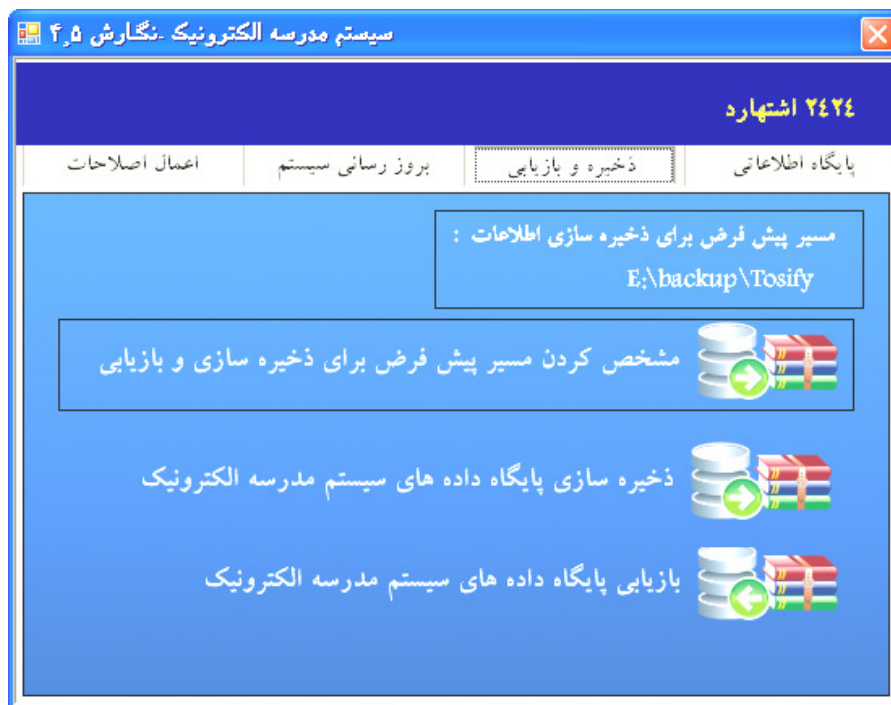 سیستم مدرسه الکترونیک -نگارش ۴٫۵
۲٤۲٤ اشتهارد
پایگاه اطلاعاتی
ذخیره و بازیابی
بروز رسانی سیستم
اعمال اصلاحات
مسیر پیش فرض برای ذخیره سازی اطلاعات :
E:\backup\Tosify
مشخص کردن مسیر پیش فرض برای ذخیره سازی و بازیابی
ذخیره سازی پایگاه داده های سیستم مدرسه الکترونیک
بازیابی پایگاه داده های سیستم مدرسه الکترونیک